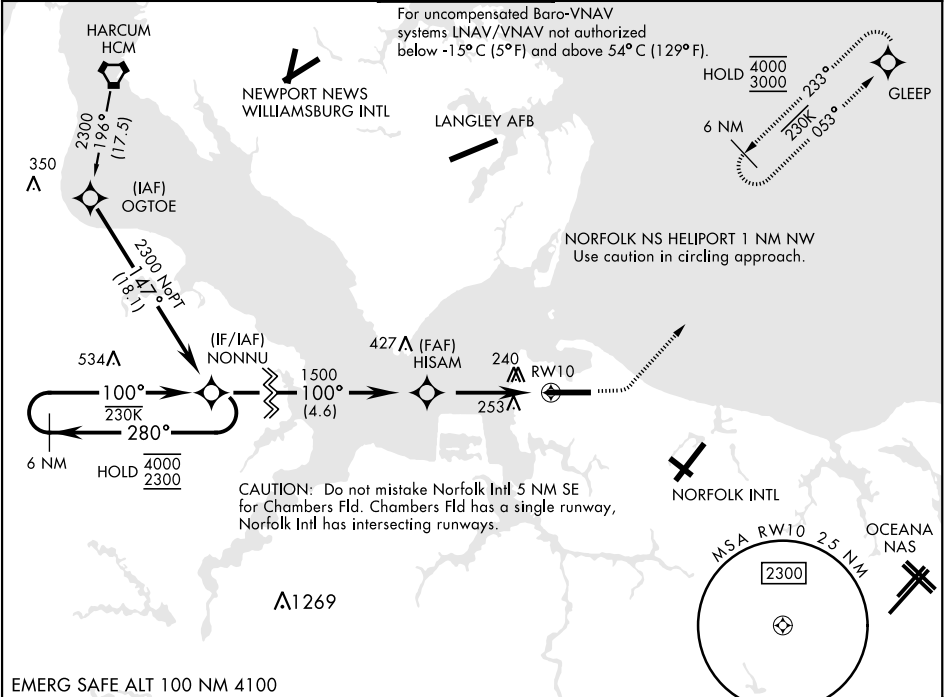 For uncompensated Baro-VNAV
systems LNAV/VNAV not authorized
below -15°C (5°F) and above 54°C (129°F).
HARCUM
HCM
NEWPORT NEWS
WILLIAMSBURG INTL
LANGLEY AFB
HOLD 4000
3000
233°
230K
053°
GLEEP
6 NM
2300
196°
(17.5)
350
(IAF)
OGTOE
2300 NoPT
147°
(18.1)
NORFOLK NS HELIPORT 1 NM NW
Use caution in circling approach.
(IF/IAF)
NONNU
534
427
(FAF)
HISAM
240
RW10
253
100°
230K
280°
1500
100°
(4.6)
6 NM
HOLD 4000
2300
CAUTION: Do not mistake Norfolk Intl 5 NM SE
for Chambers Fld. Chambers Fld has a single runway,
Norfolk Intl has intersecting runways.
NORFOLK INTL
OCEANA
NAS
MSA RW10 25 NM
2300
1269
EMERG SAFE ALT 100 NM 4100